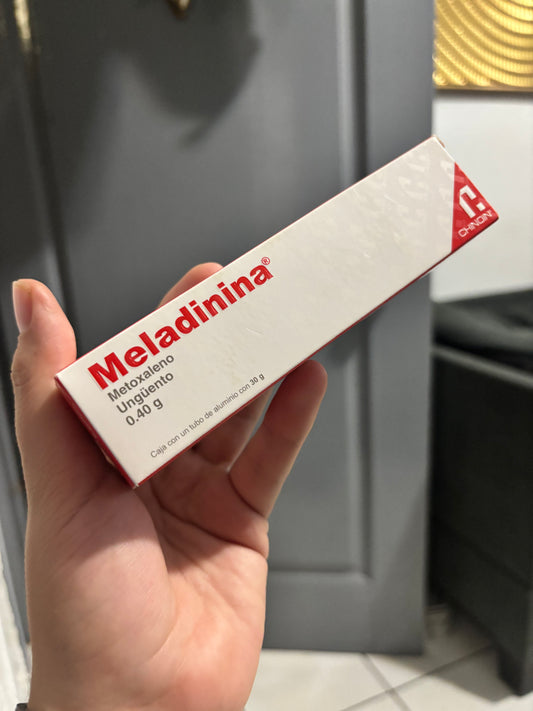 Meladinina®
Metoxaleno
Ungüento
0.40 g
Caja con un tubo de aluminio con 30 g
CHINOIN